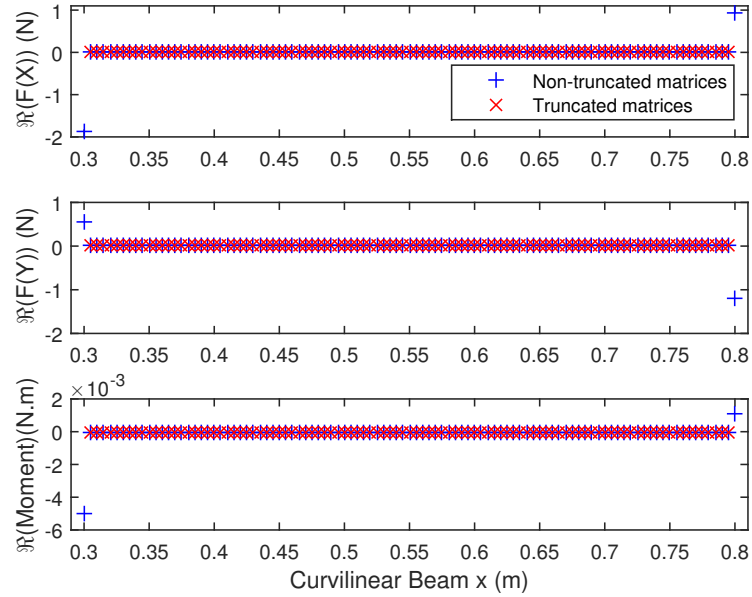 1
0
-1
-2
ℜ(F(X)) (N)
Non-truncated matrices
Truncated matrices
0.3 0.35 0.4 0.45 0.5 0.55 0.6 0.65 0.7 0.75 0.8
1
0
-1
-2
ℜ(F(Y)) (N)
0.3 0.35 0.4 0.45 0.5 0.55 0.6 0.65 0.7 0.75 0.8
×10⁻³
2
0
-2
-4
-6
ℜ(Moment)(N.m)
0.3 0.35 0.4 0.45 0.5 0.55 0.6 0.65 0.7 0.75 0.8
Curvilinear Beam x (m)